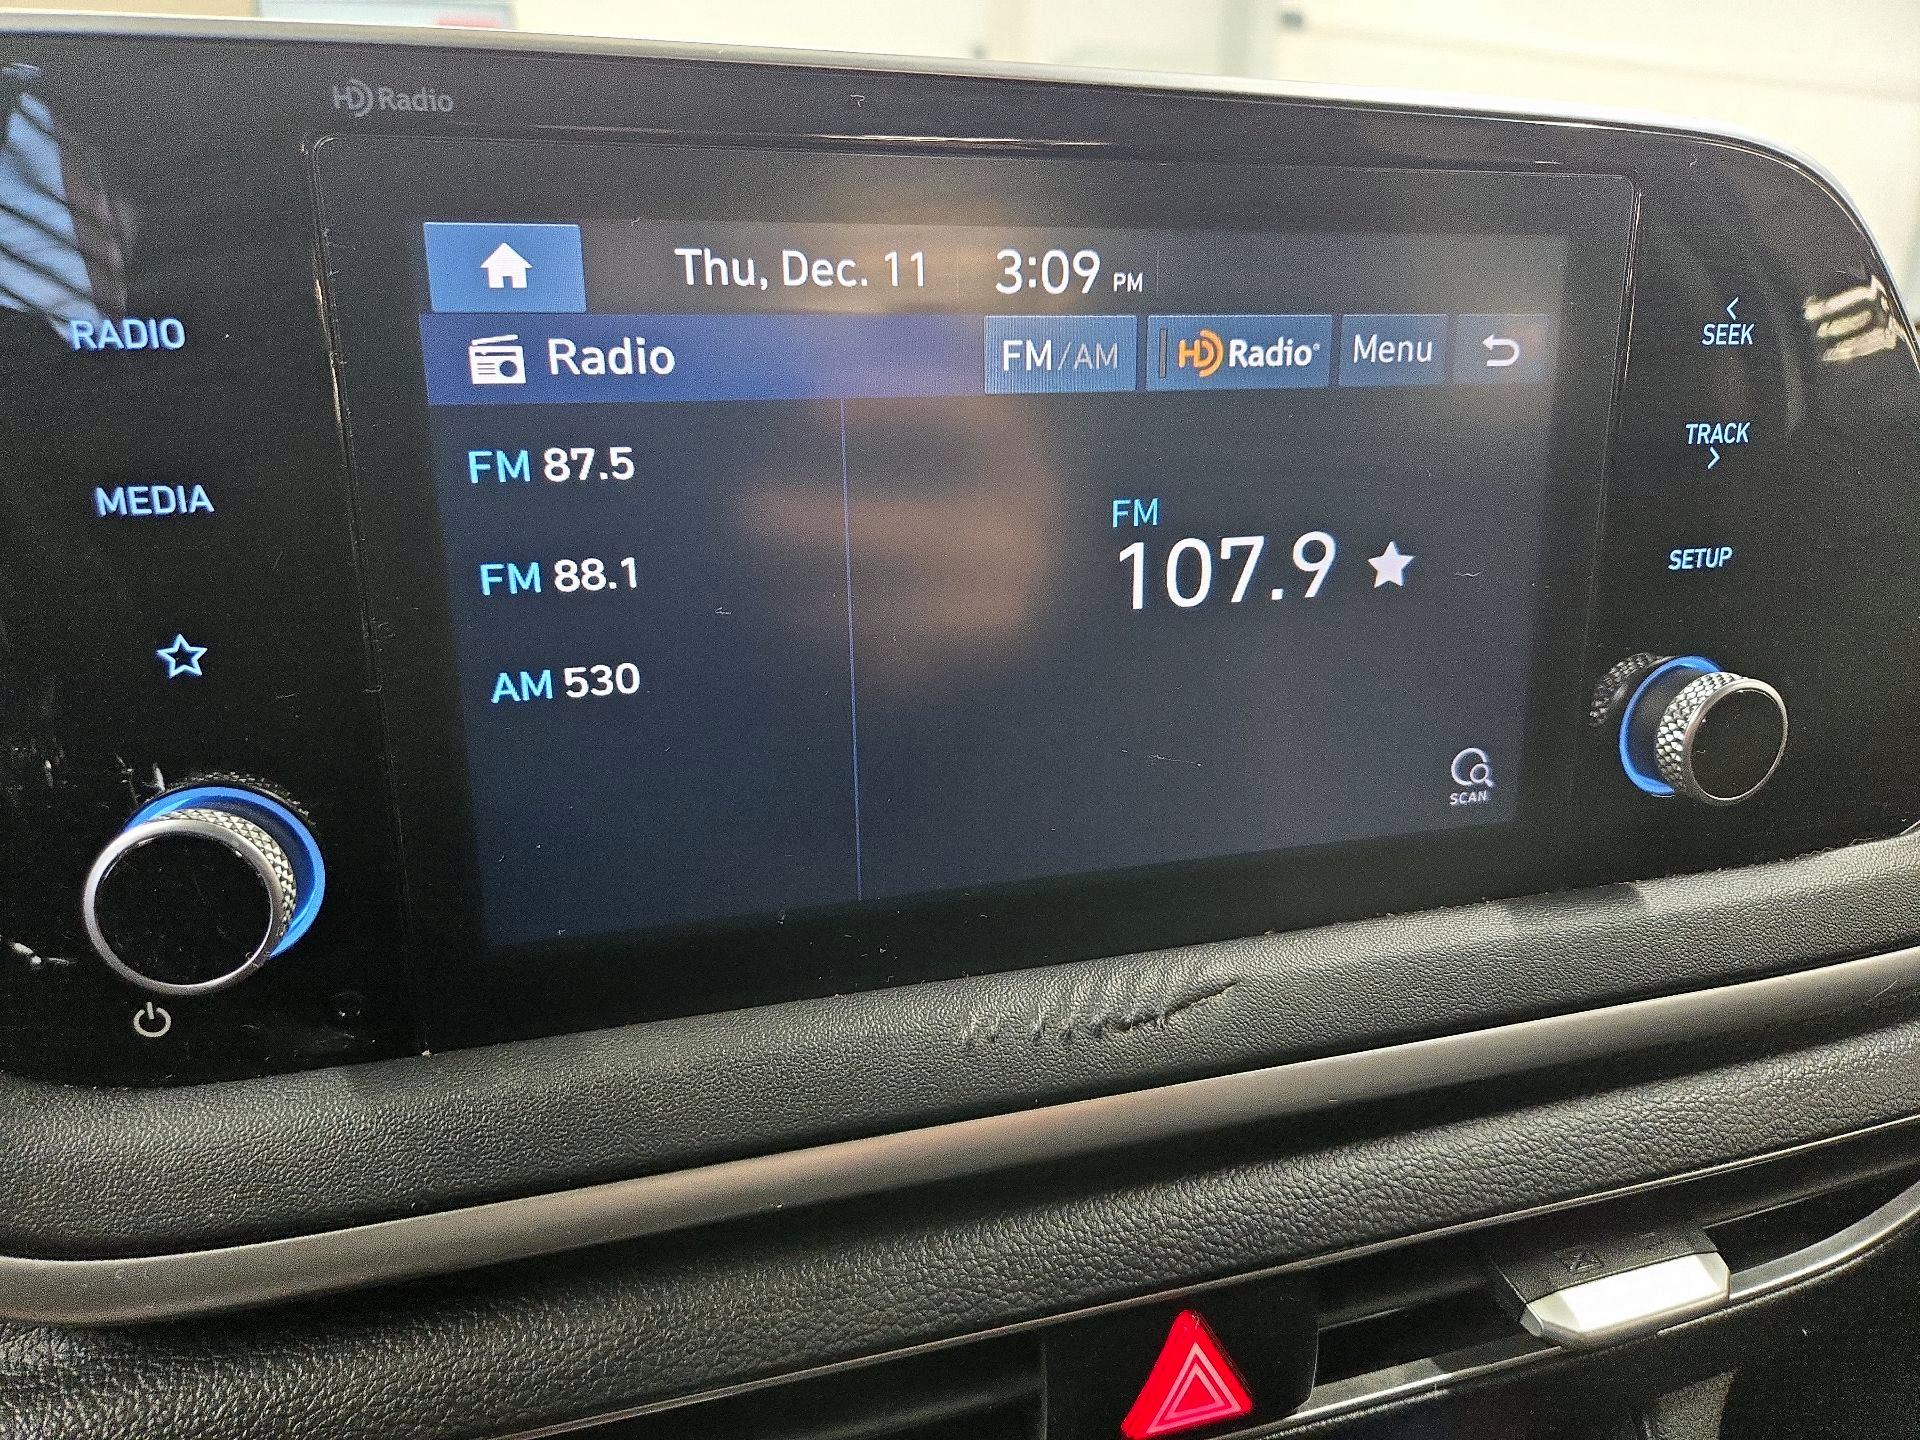 HD Radio
Thu, Dec. 11 3:09 PM
RADIO
Radio FM/AM HD Radio® Menu
< SEEK
FM 87.5
TRACK >
MEDIA
FM
107.9
FM 88.1
SETUP
AM 530
SCAN